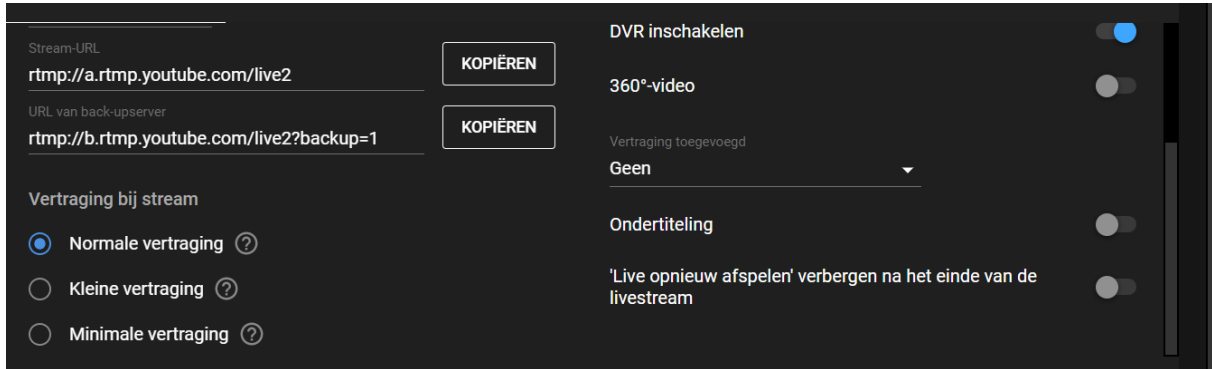 Stream-URL
rtmp://a.rtmp.youtube.com/live2
KOPIËREN
URL van back-upserver
rtmp://b.rtmp.youtube.com/live2?backup=1
KOPIËREN
Vertraging bij stream
Normale vertraging ?
Kleine vertraging ?
Minimale vertraging ?
DVR inschakelen
360°-video
Vertraging toegevoegd
Geen
Ondertiteling
'Live opnieuw afspelen' verbergen na het einde van de
livestream